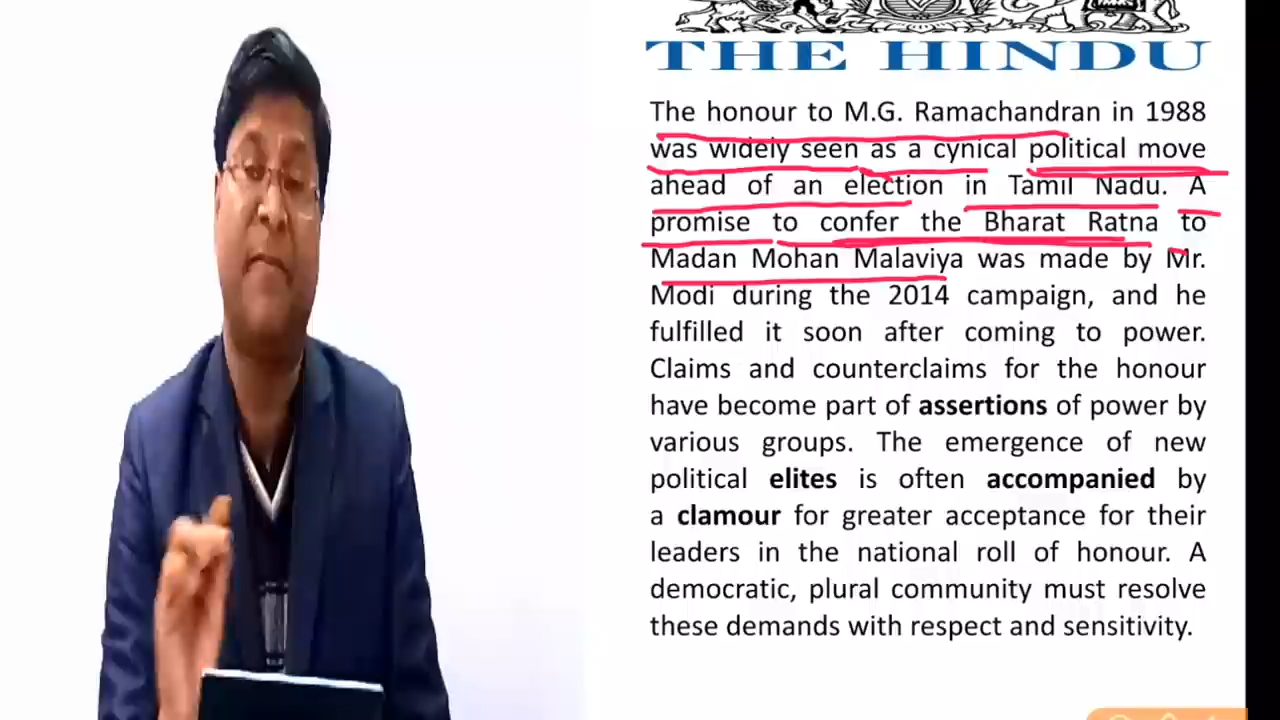 THE HINDU
The honour to M.G. Ramachandran in 1988
was widely seen as a cynical political move
ahead of an election in Tamil Nadu. A
promise to confer the Bharat Ratna to
Madan Mohan Malaviya was made by Mr.
Modi during the 2014 campaign, and he
fulfilled it soon after coming to power.
Claims and counterclaims for the honour
have become part of assertions of power by
various groups. The emergence of new
political elites is often accompanied by
a clamour for greater acceptance for their
leaders in the national roll of honour. A
democratic, plural community must resolve
these demands with respect and sensitivity.